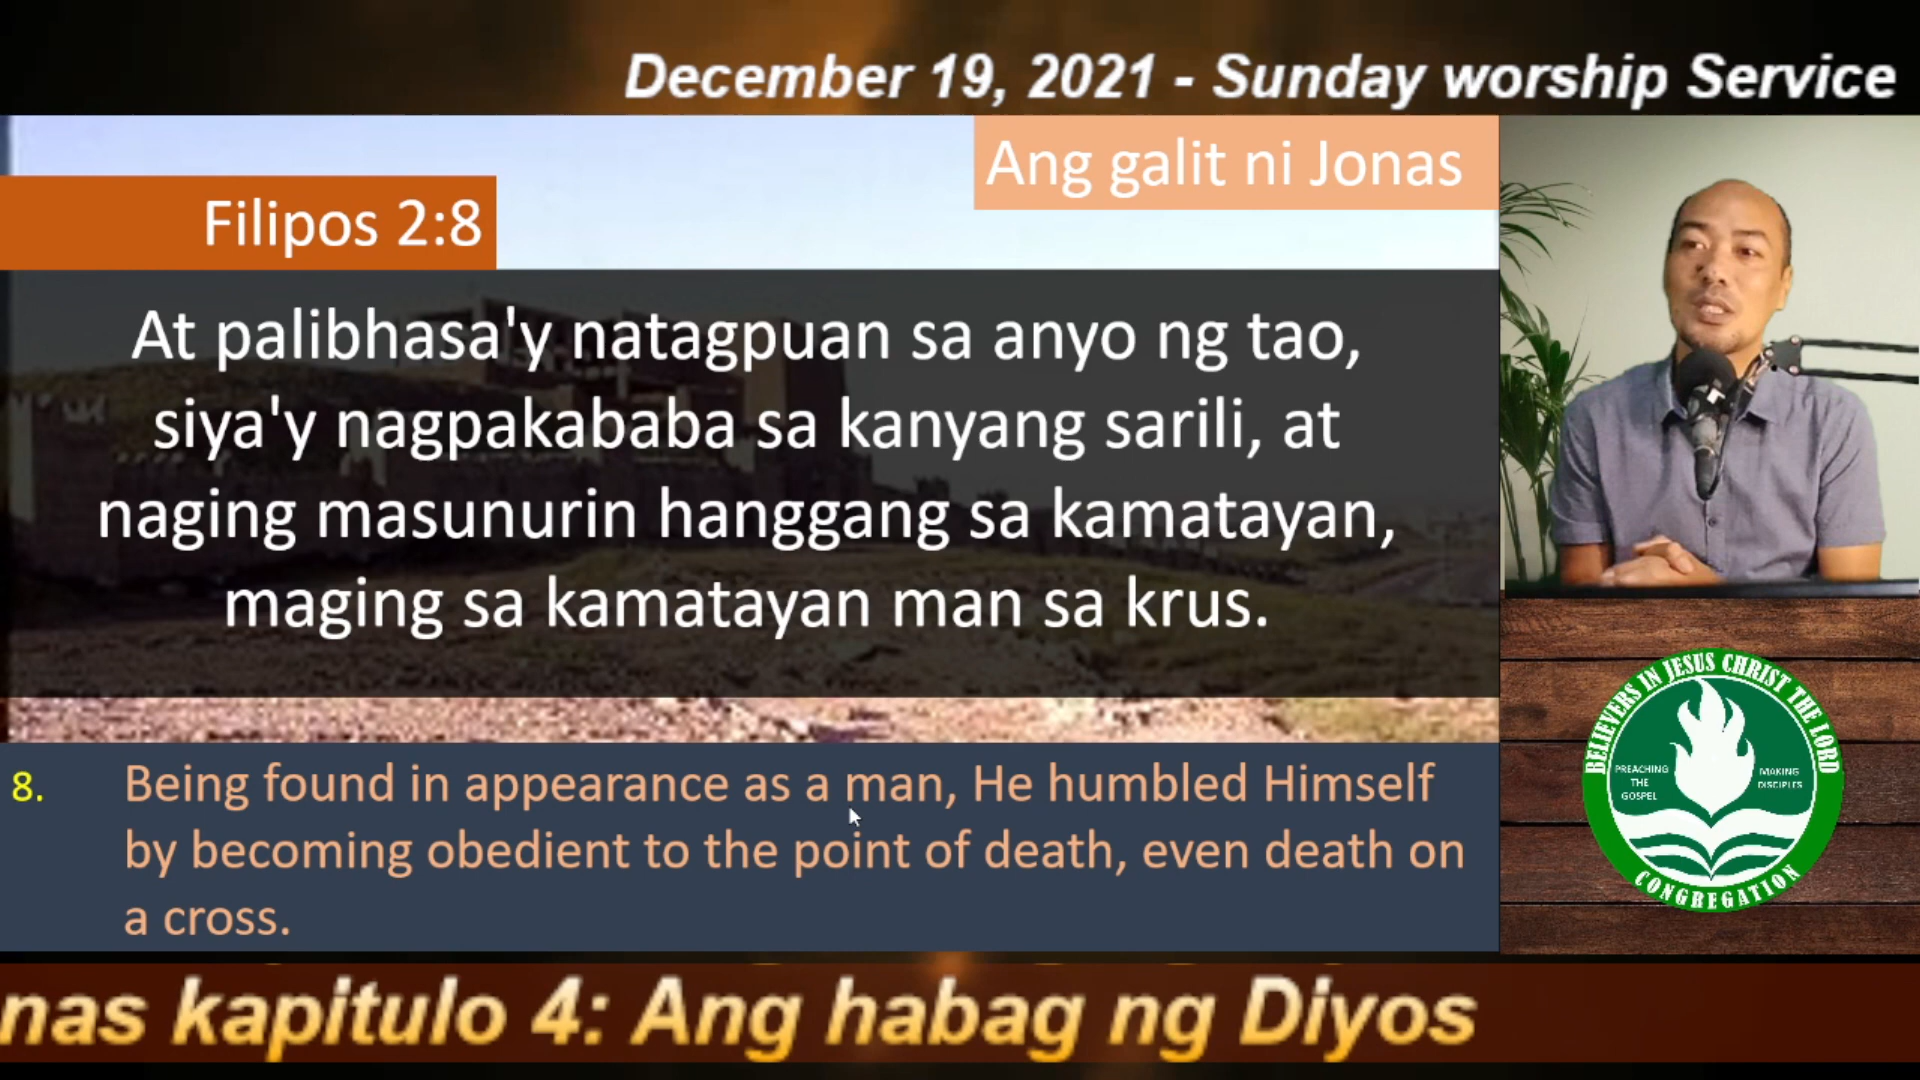 December 19, 2021 - Sunday worship Service
Ang galit ni Jonas
Filipos 2:8
At palibhasa'y natagpuan sa anyo ng tao,
siya'y nagpakababa sa kanyang sarili, at
naging masunurin hanggang sa kamatayan,
maging sa kamatayan man sa krus.
8. Being found in appearance as a man, He humbled Himself
by becoming obedient to the point of death, even death on
a cross.
BELIEVERS IN JESUS CHRIST THE LORD
PREACHING
THE
GOSPEL
MAKING
DISCIPLES
CONGREGATION
nas kapitulo 4: Ang habag ng Diyos